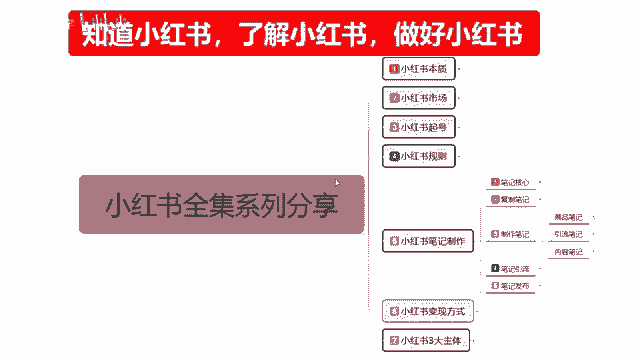 知道小红书，了解小红书，做好小红书
小红书全集系列分享
1 小红书本质
2 小红书市场
3 小红书起号
4 小红书规则
5 小红书笔记制作
1 笔记核心
2 复制笔记
3 制作笔记
商品笔记
引流笔记
内容笔记
4 笔记引流
5 笔记发布
6 小红书变现方式
7 小红书3大主体